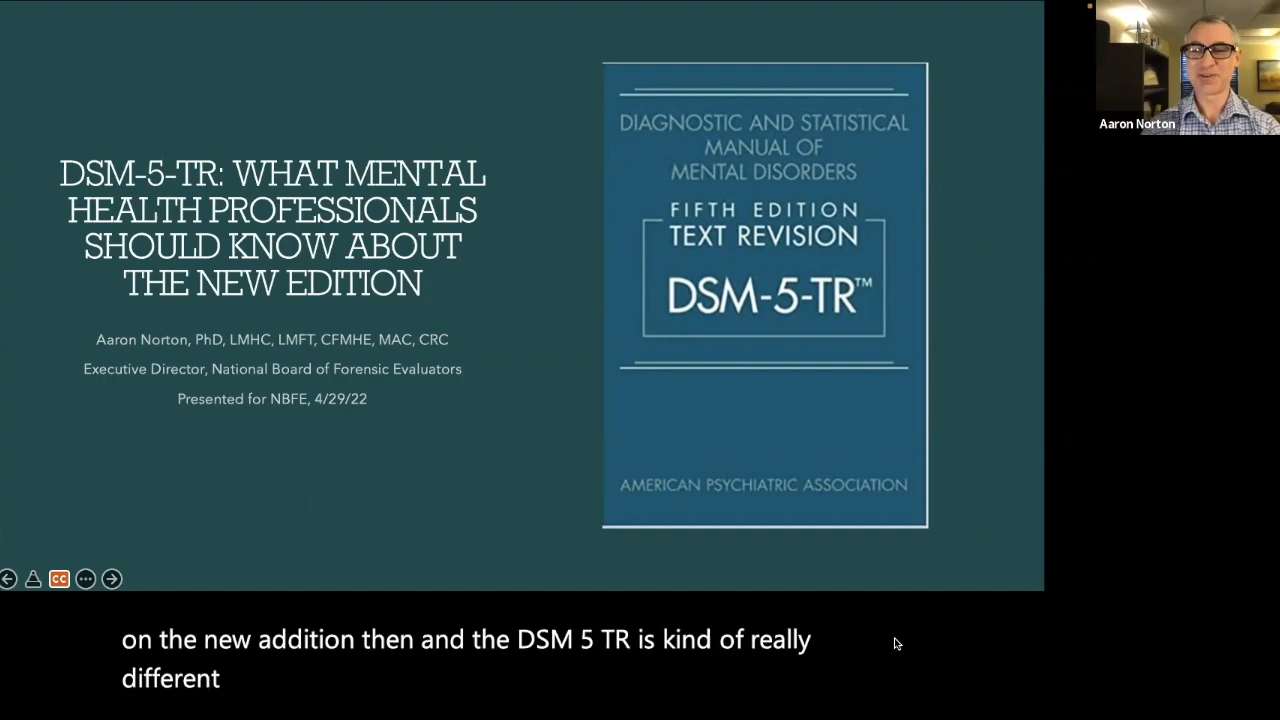 DSM-5-TR: WHAT MENTAL
HEALTH PROFESSIONALS
SHOULD KNOW ABOUT
THE NEW EDITION
Aaron Norton, PhD, LMHC, LMFT, CFMHE, MAC, CRC
Executive Director, National Board of Forensic Evaluators
Presented for NBFE, 4/29/22
DIAGNOSTIC AND STATISTICAL
MANUAL OF
MENTAL DISORDERS
FIFTH EDITION
TEXT REVISION
DSM-5-TR™
AMERICAN PSYCHIATRIC ASSOCIATION
Aaron Norton
CC
on the new addition then and the DSM 5 TR is kind of really
different